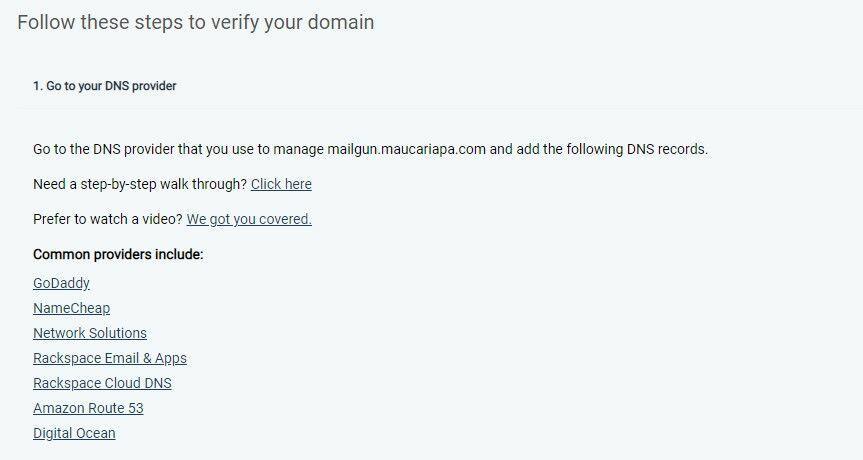 Follow these steps to verify your domain
1. Go to your DNS provider
Go to the DNS provider that you use to manage mailgun.maucariapa.com and add the following DNS records.
Need a step-by-step walk through? Click here
Prefer to watch a video? We got you covered.
Common providers include:
GoDaddy
NameCheap
Network Solutions
Rackspace Email & Apps
Rackspace Cloud DNS
Amazon Route 53
Digital Ocean